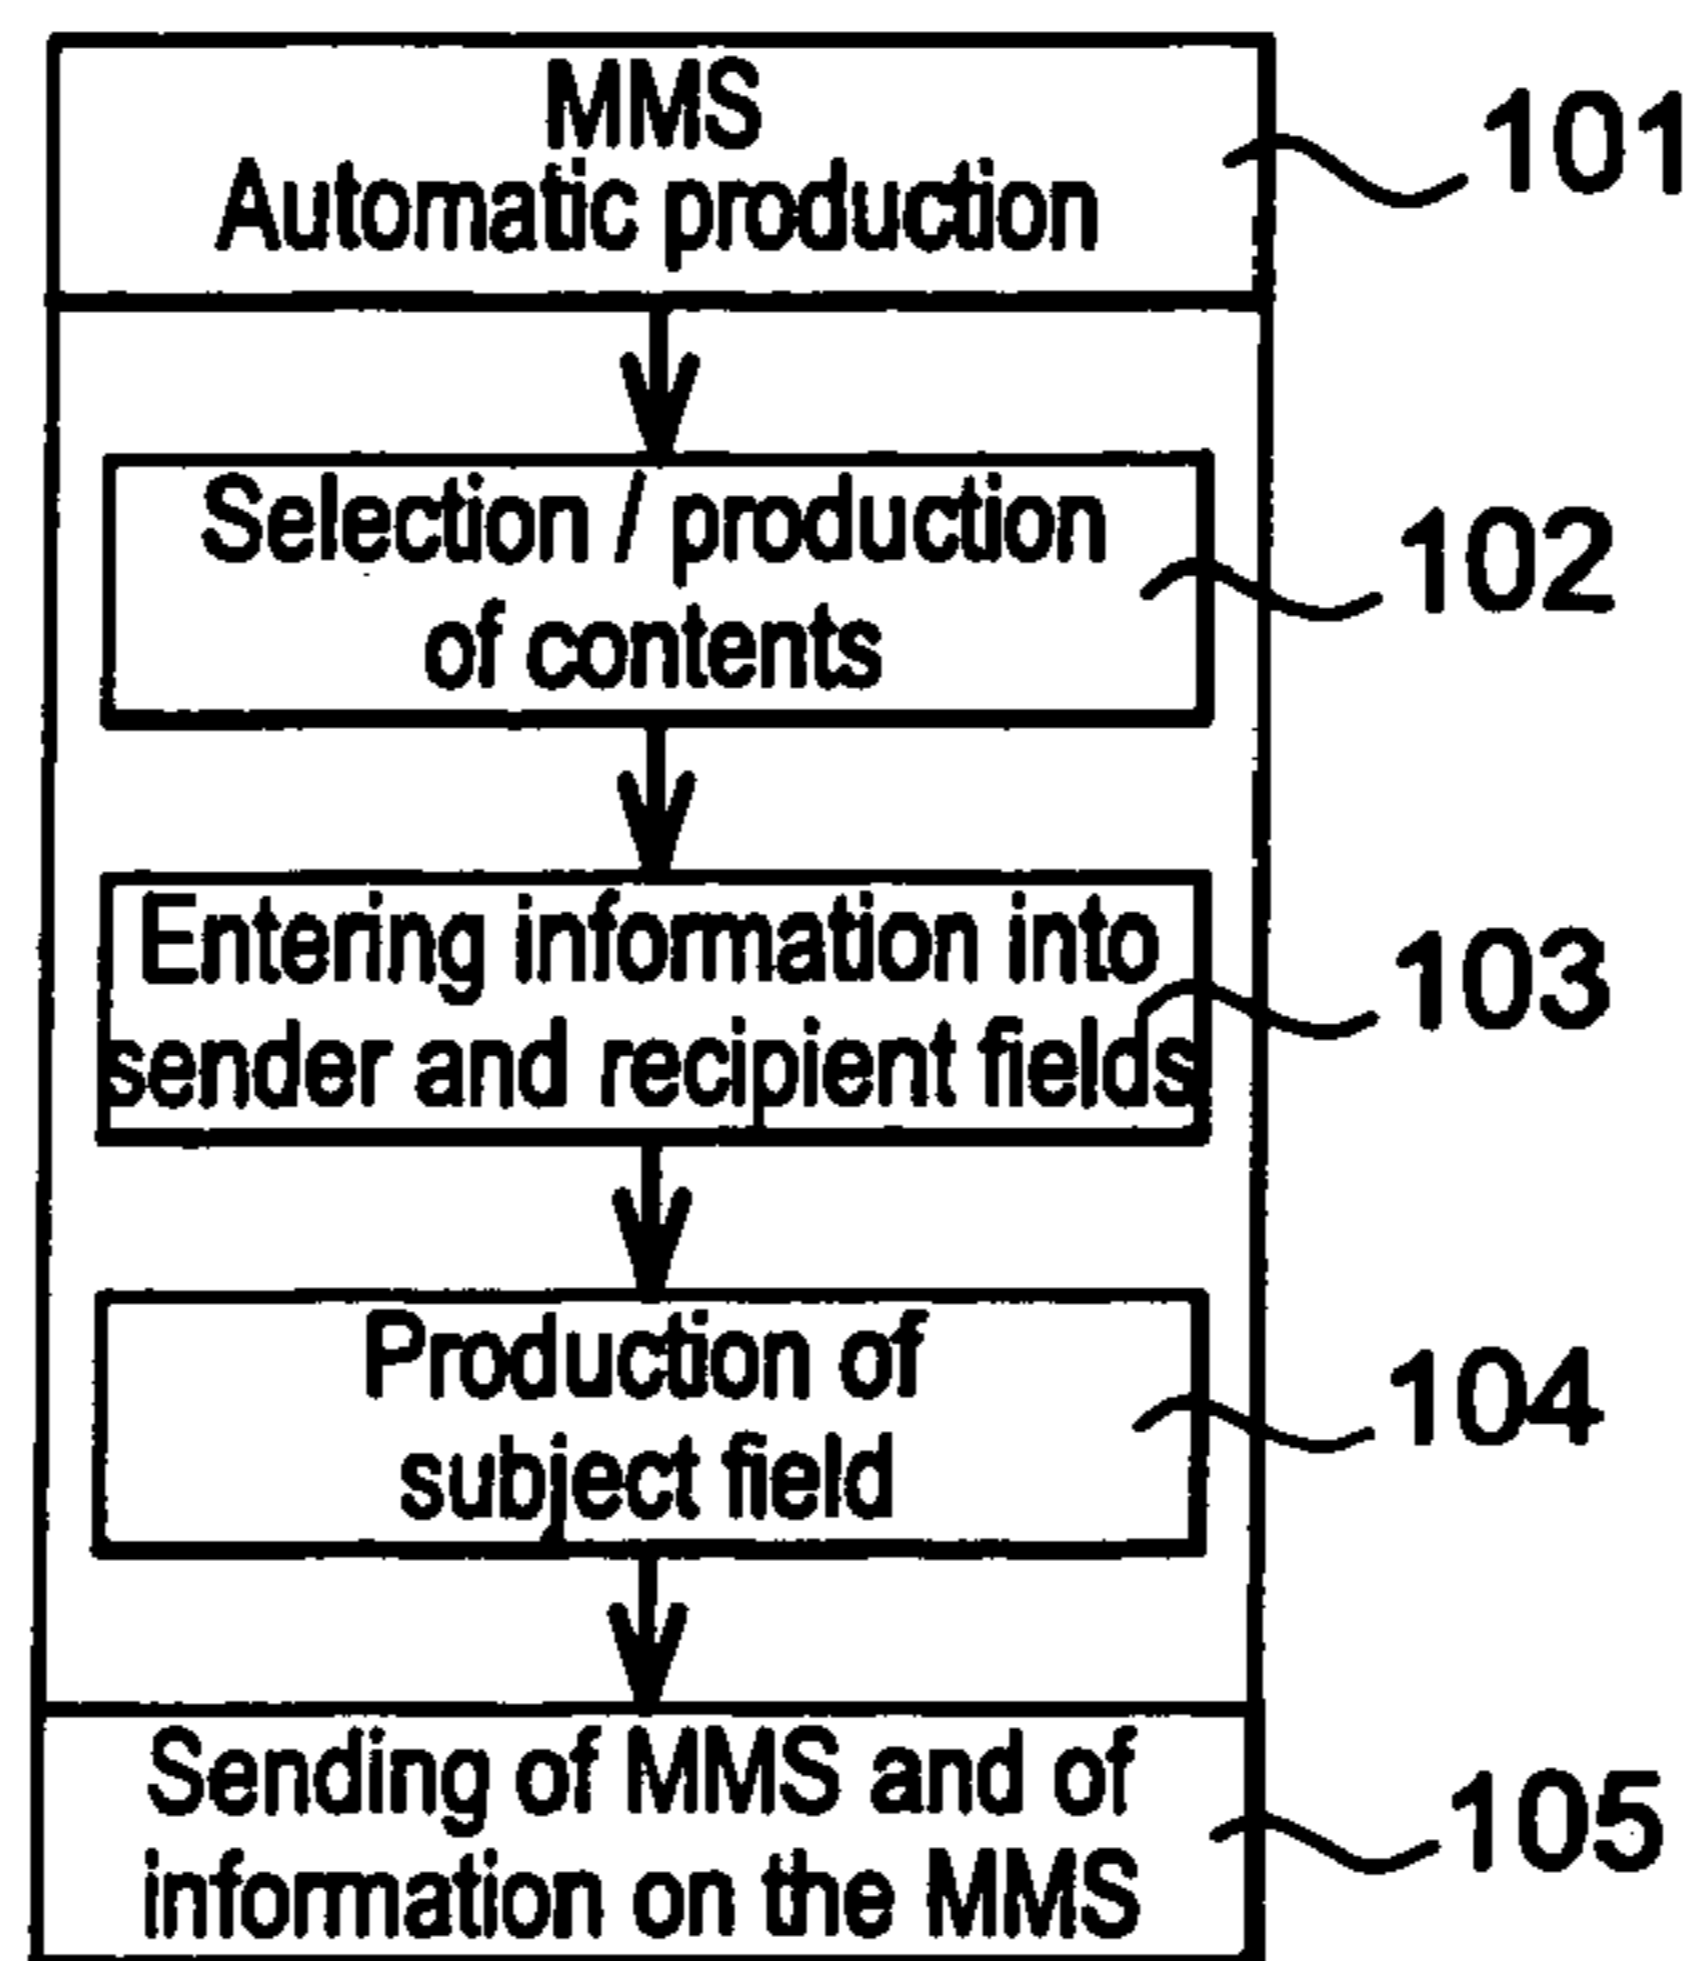 MMS
Automatic production
101
Selection / production
of contents
102
Entering information into
sender and recipient fields
103
Production of
subject field
104
Sending of MMS and of
information on the MMS
105